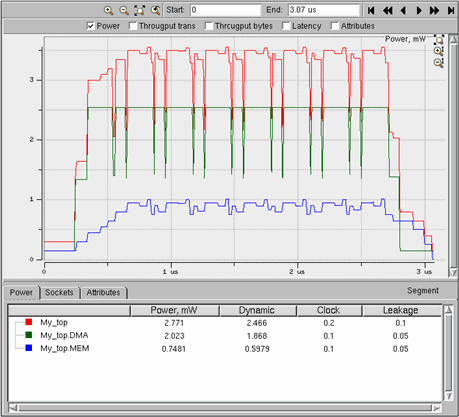 Start: 0 End: 3.07 us
Power Througput trans Thrcugput bytes Latency Attributes
Power, mW
3
2
1
0
0 1 us 2 us 3 us
Power Sockets Attributes Segment
Power, mW Dynamic Clock Leakage
My_top 2.771 2.466 0.2 0.1
My_top.DMA 2.023 1.868 0.1 0.05
My_top.MEM 0.7481 0.5979 0.1 0.05